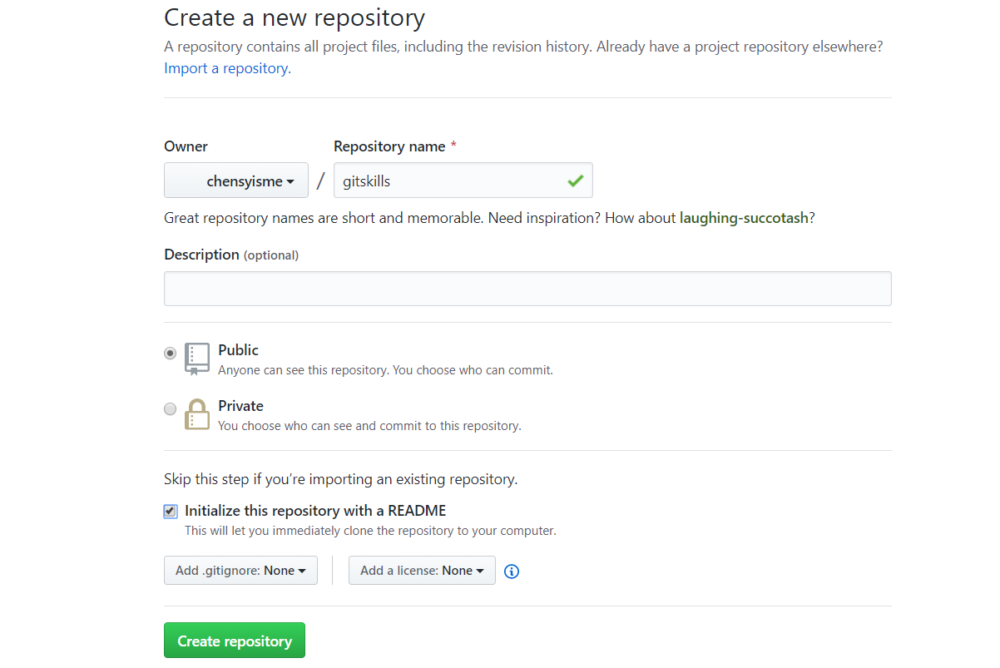 Create a new repository
A repository contains all project files, including the revision history. Already have a project repository elsewhere?
Import a repository.
Owner
Repository name *
chensyisme
/
gitskills
Great repository names are short and memorable. Need inspiration? How about laughing-succotash?
Description (optional)
Public
Anyone can see this repository. You choose who can commit.
Private
You choose who can see and commit to this repository.
Skip this step if you’re importing an existing repository.
Initialize this repository with a README
This will let you immediately clone the repository to your computer.
Add .gitignore: None
Add a license: None
Create repository